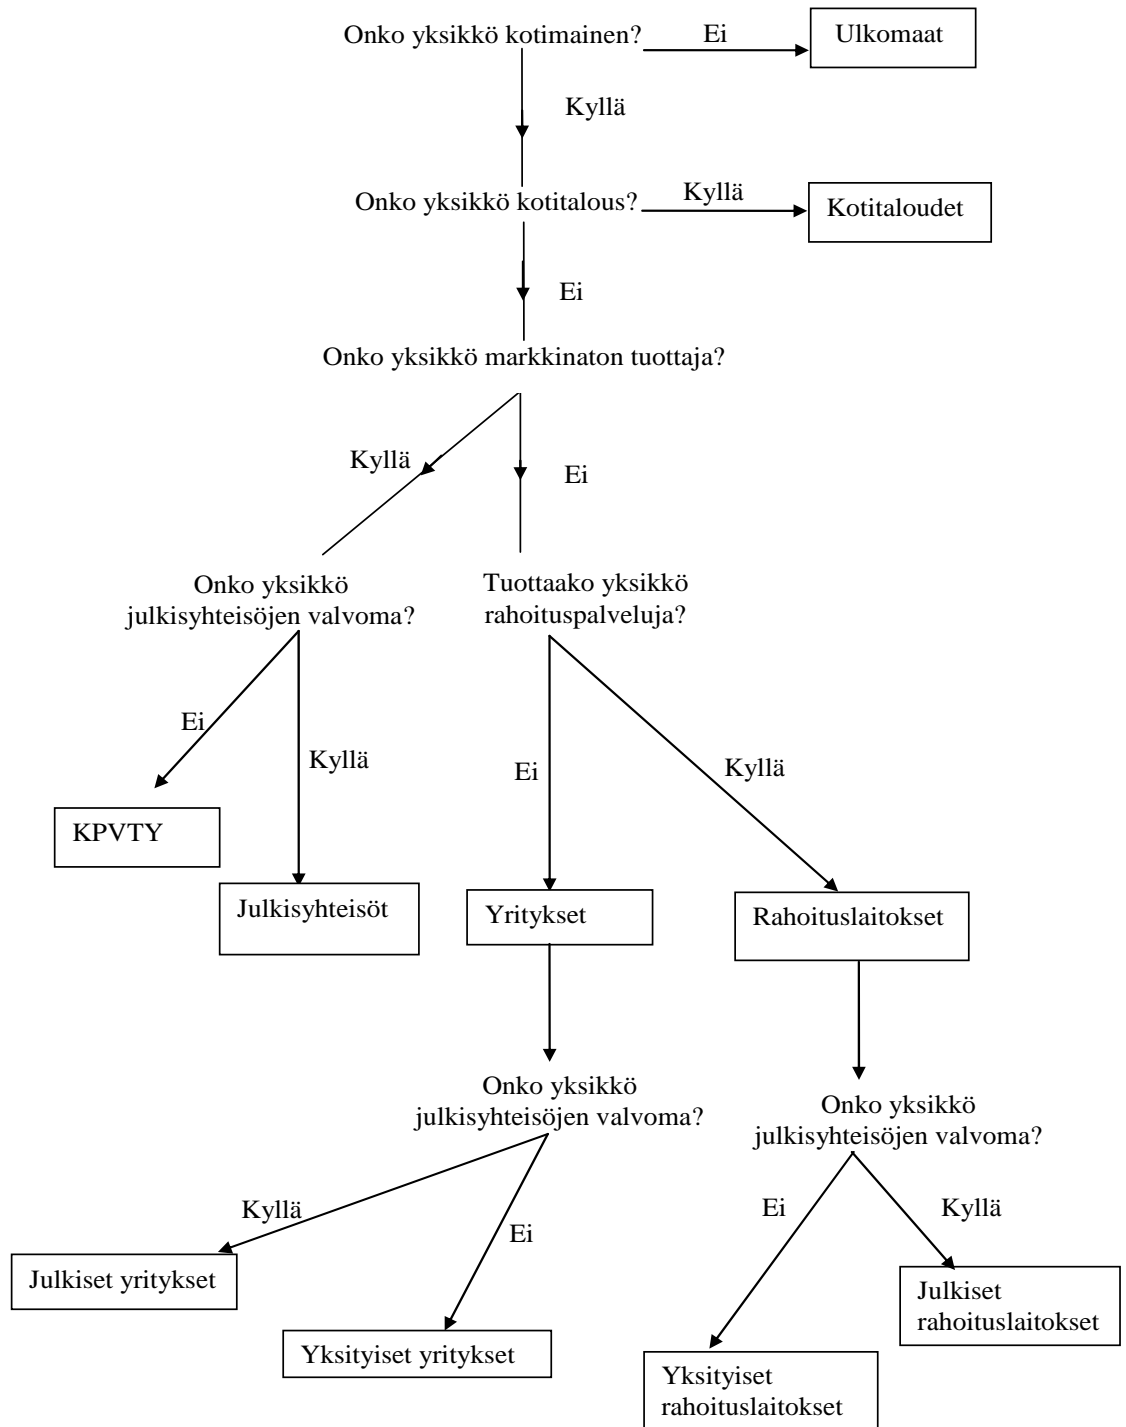 Onko yksikkö kotimainen?
Ei
Ulkomaat
Kyllä
Onko yksikkö kotitalous?
Kyllä
Kotitaloudet
Ei
Onko yksikkö markkinaton tuottaja?
Kyllä
Ei
Onko yksikkö
julkisyhteisöjen valvoma?
Tuottaako yksikkö
rahoituspalveluja?
Ei
Kyllä
Ei
Kyllä
KPVTY
Julkisyhteisöt
Yritykset
Rahoituslaitokset
Onko yksikkö
julkisyhteisöjen valvoma?
Onko yksikkö
julkisyhteisöjen valvoma?
Kyllä
Ei
Ei
Kyllä
Julkiset yritykset
Yksityiset yritykset
Julkiset
rahoituslaitokset
Yksityiset
rahoituslaitokset